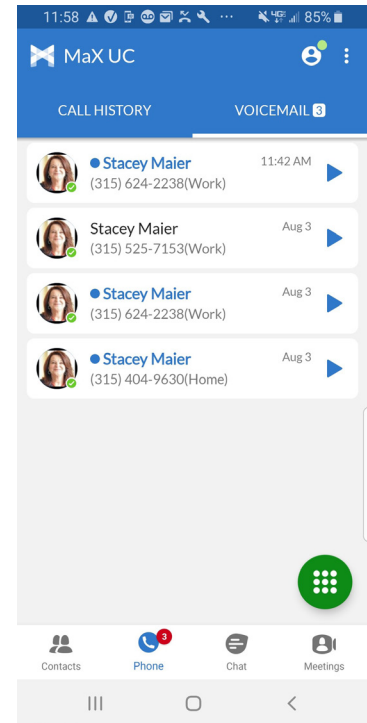 11:58 ... 4GE 85%
MaX UC
CALL HISTORY VOICEMAIL 3
Stacey Maier 11:42 AM
(315) 624-2238(Work)
Stacey Maier Aug 3
(315) 525-7153(Work)
Stacey Maier Aug 3
(315) 624-2238(Work)
Stacey Maier Aug 3
(315) 404-9630(Home)
3
Contacts Phone Chat Meetings